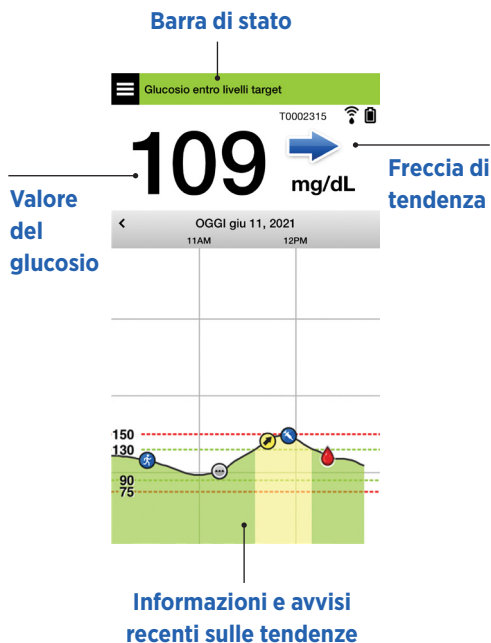 Barra di stato
Glucosio entro livelli target
T0002315
109
mg/dL
Freccia di
tendenza
Valore
del
glucosio
OGGI giu 11, 2021
11AM
12PM
150
130
90
75
Informazioni e avvisi
recenti sulle tendenze